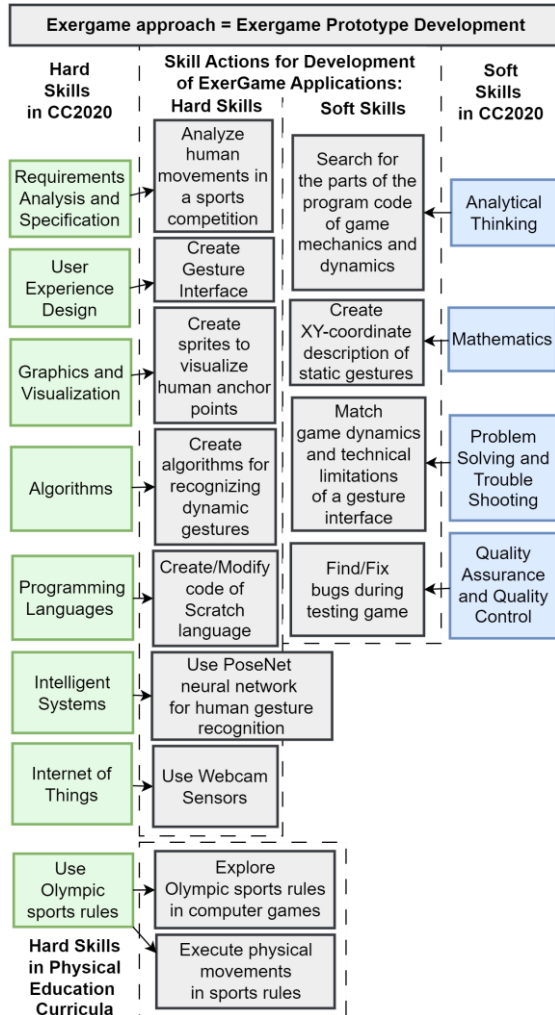 Exergame approach = Exergame Prototype Development
Hard
Skills
in CC2020
Skill Actions for Development
of ExerGame Applications:
Hard Skills
Soft Skills
Soft
Skills
in CC2020
Requirements
Analysis and
Specification
Analyze
human
movements in
a sports
competition
Search for
the parts of the
program code
of game
mechanics and
dynamics
Analytical
Thinking
User
Experience
Design
Create
Gesture
Interface
Create
XY-coordinate
description of
static gestures
Mathematics
Graphics and
Visualization
Create
sprites to
visualize
human anchor
points
Match
game dynamics
and technical
limitations
of a gesture
interface
Problem
Solving and
Trouble
Shooting
Algorithms
Create
algorithms for
recognizing
dynamic
gestures
Programming
Languages
Create/Modify
code of
Scratch
language
Find/Fix
bugs during
testing game
Quality
Assurance
and Quality
Control
Intelligent
Systems
Use PoseNet
neural network
for human gesture
recognition
Internet of
Things
Use Webcam
Sensors
Use
Olympic
sports rules
Explore
Olympic sports rules
in computer games
Execute physical
movements
in sports rules
Hard Skills
in Physical
Education
Curricula